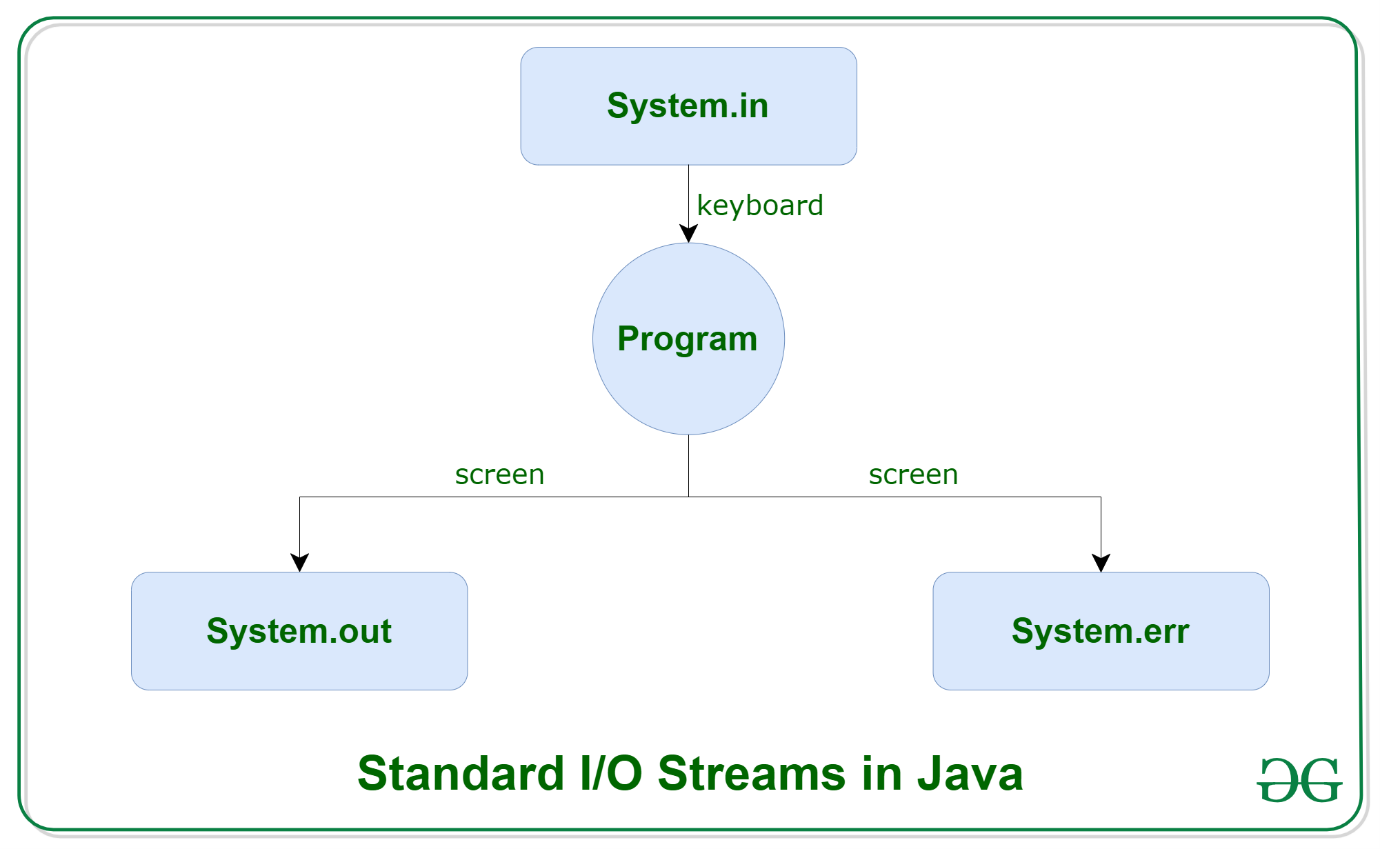 System.in
keyboard
Program
screen
screen
System.out
System.err
Standard I/O Streams in Java